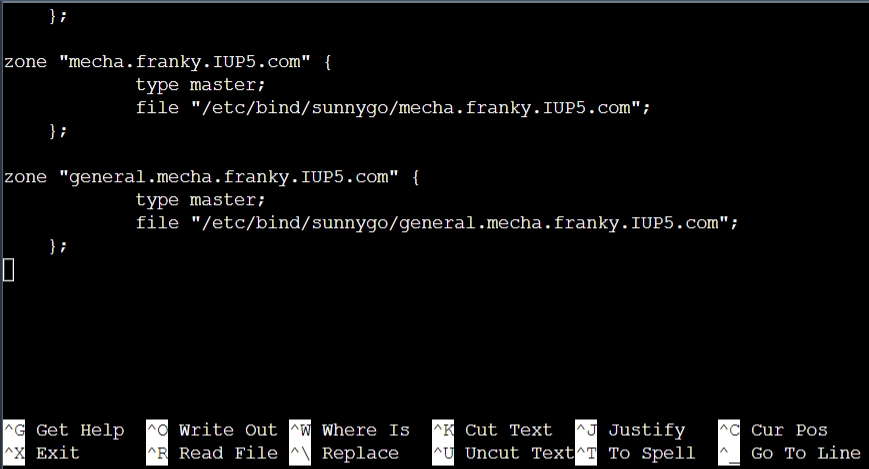 };
zone "mecha.franky.IUP5.com" {
type master;
file "/etc/bind/sunnygo/mecha.franky.IUP5.com";
};
zone "general.mecha.franky.IUP5.com" {
type master;
file "/etc/bind/sunnygo/general.mecha.franky.IUP5.com";
};
^G Get Help ^O Write Out ^W Where Is ^K Cut Text ^J Justify ^C Cur Pos
^X Exit ^R Read File ^\ Replace ^U Uncut Text^T To Spell ^_ Go To Line